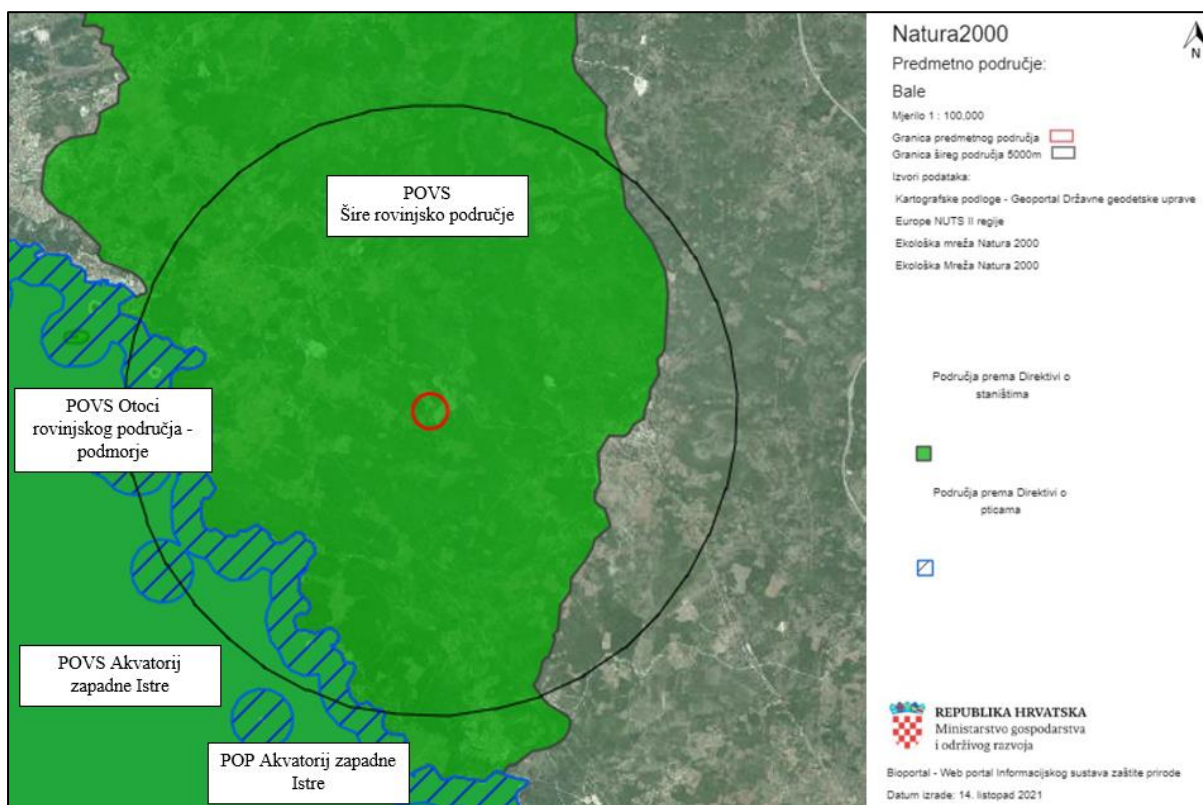 POVS
Šire rovinjsko područje
POVS Otoci
rovinjskog područja -
podmorje
POVS Akvatorij
zapadne Istre
POP Akvatorij zapadne
Istre
Natura2000
N
Predmetno područje:
Bale
Mjerilo 1 : 100,000
Granica predmetnog područja
Granica šireg područja 5000m
Izvori podataka:
Kartografske podloge - Geoportal Državne geodetske uprave
Europe NUTS II regije
Ekološka mreža Natura 2000
Ekološka Mreža Natura 2000
Područja prema Direktivi o
staništima
Područja prema Direktivi o
pticama
REPUBLIKA HRVATSKA
Ministarstvo gospodarstva
i održivog razvoja
Bioportal - Web portal Informacijskog sustava zaštite prirode
Datum izrade: 14. listopad 2021